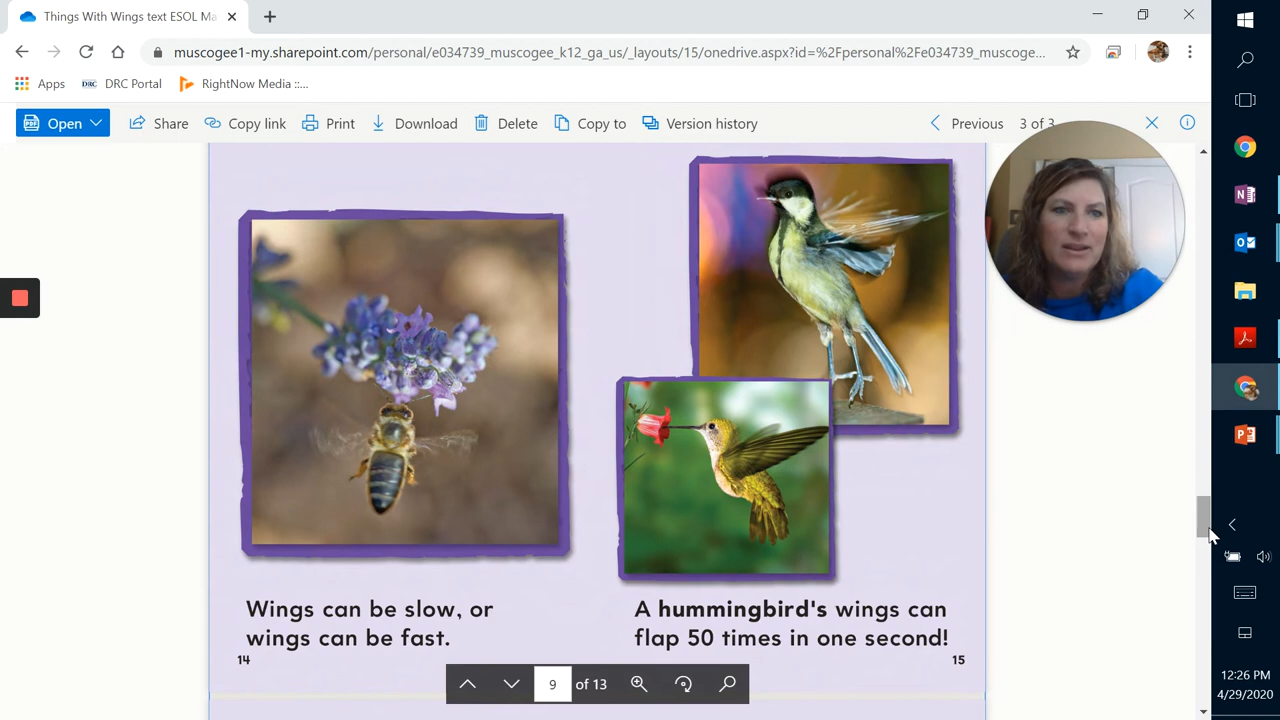 Things With Wings text ESOL Ma
muscogee1-my.sharepoint.com/personal/e034739_muscogee_k12_ga_us/_layouts/15/onedrive.aspx?id=%2Fpersonal%2Fe034739_muscoge...
Apps DRC DRC Portal RightNow Media ::...
PDF Open Share Copy link Print Download Delete Copy to Version history Previous 3 of 3
Wings can be slow, or
wings can be fast.
14
A hummingbird's wings can
flap 50 times in one second!
15
9 of 13
12:26 PM
4/29/2020